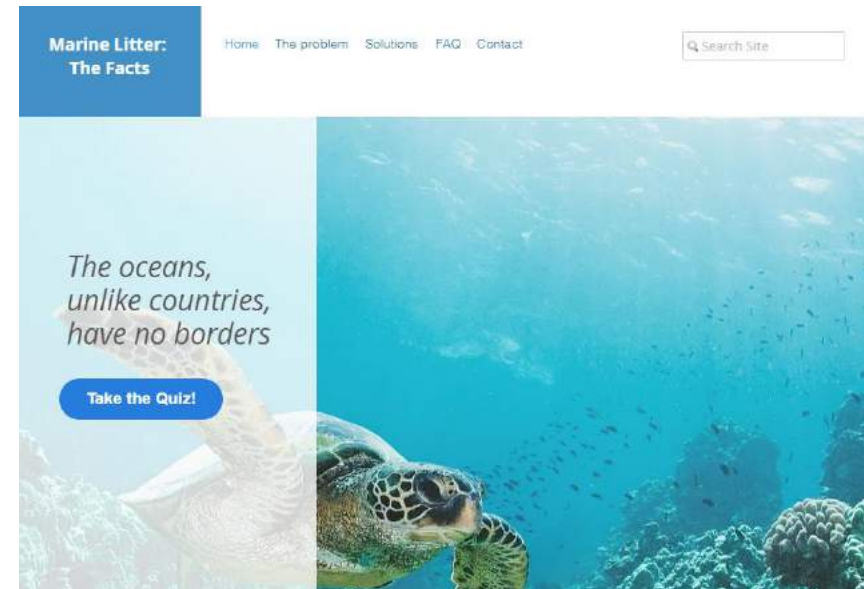 Marine Litter:
The Facts
Home The problem Solutions FAQ Contact
Search Site
The oceans,
unlike countries,
have no borders
Take the Quiz!